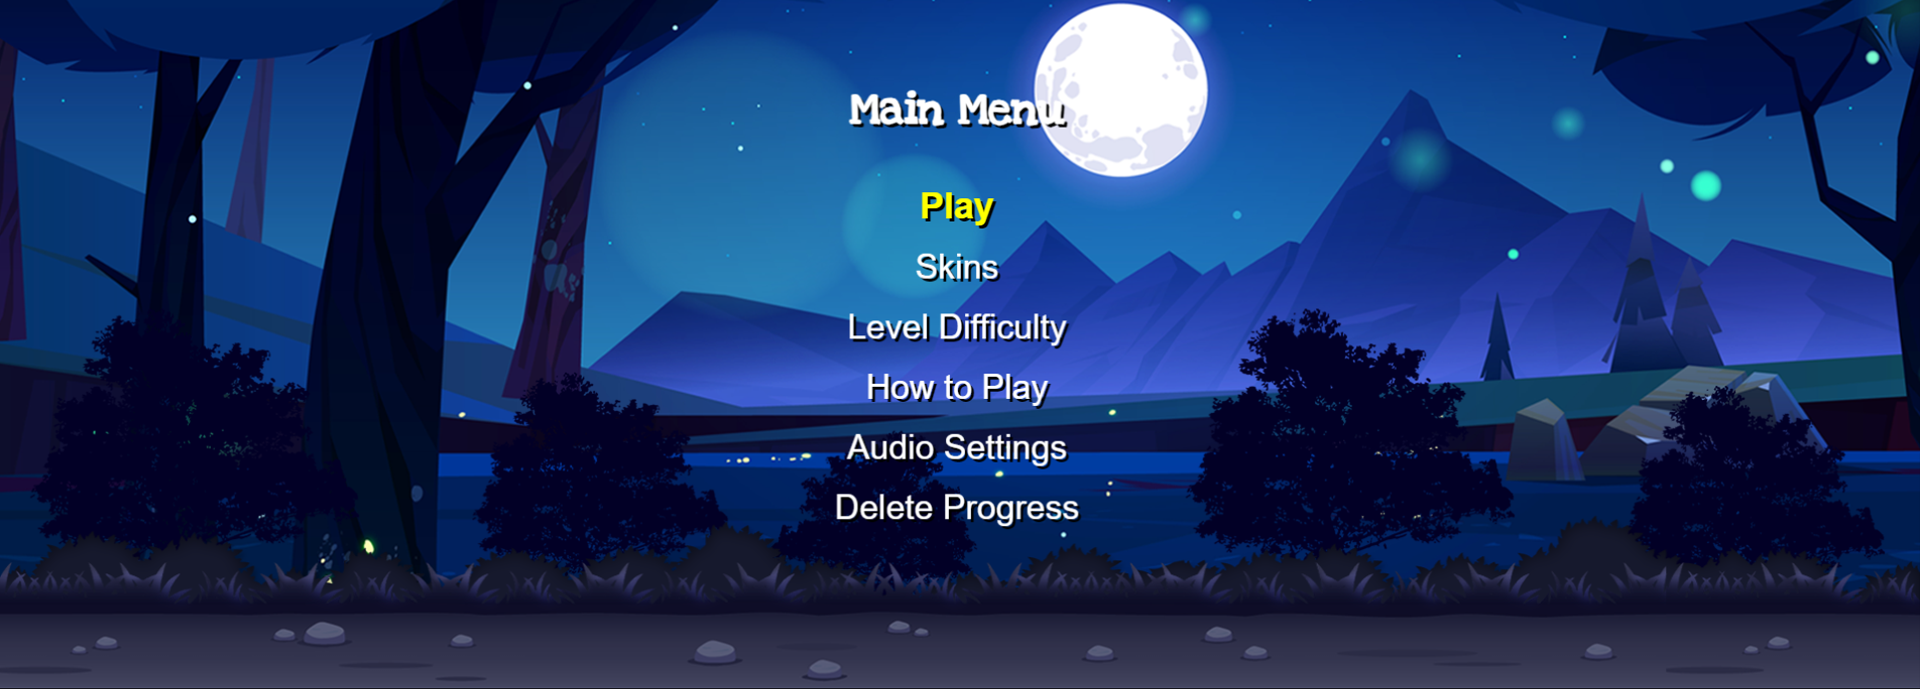 Main Menu
Play
Skins
Level Difficulty
How to Play
Audio Settings
Delete Progress